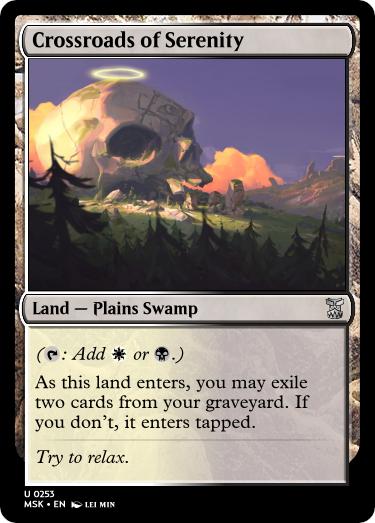 Crossroads of Serenity
Land — Plains Swamp
(: Add or .)
As this land enters, you may exile
two cards from your graveyard. If
you don't, it enters tapped.
Try to relax.
U 0253
MSK • EN LEI MIN